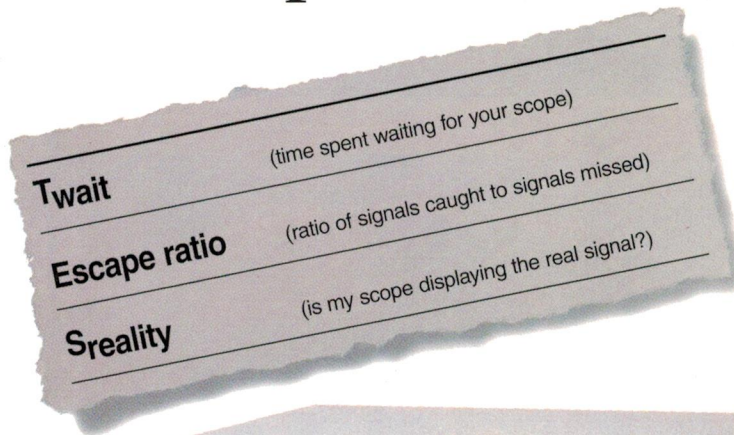 Twait (time spent waiting for your scope)
Escape ratio (ratio of signals caught to signals missed)
Sreality (is my scope displaying the real signal?)